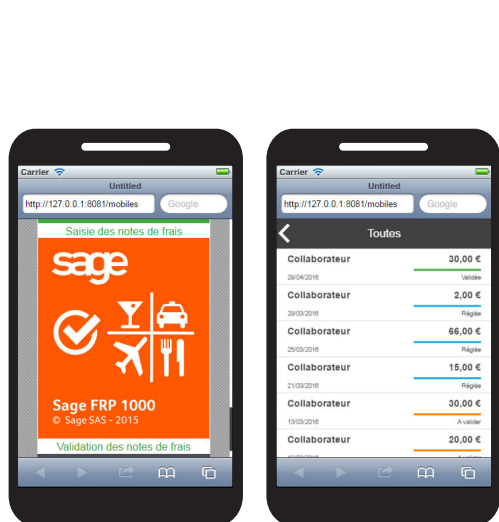 Carrier
Untitled
http://127.0.0.1:8081/mobiles
Google
Saisie des notes de frais
sage
Sage FRP 1000
© Sage SAS - 2015
Validation des notes de frais
Carrier
Untitled
http://127.0.0.1:8081/mobiles
Google
Toutes
Collaborateur 30,00 €
29/04/2016 Validée
Collaborateur 2,00 €
29/03/2016 Réglée
Collaborateur 66,00 €
25/03/2016 Réglée
Collaborateur 15,00 €
21/03/2016 Réglée
Collaborateur 30,00 €
13/03/2016 A valider
Collaborateur 20,00 €